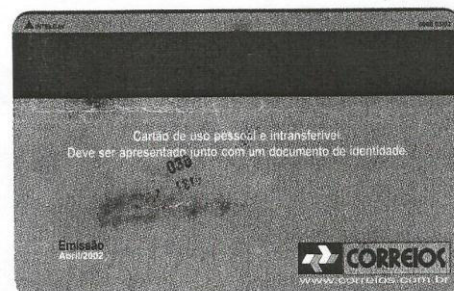 Cartão de uso pessoal e intransferível.
Deve ser apresentado junto com um documento de identidade.
Emissão
Abril/2002
CORREIOS
www.correios.com.br